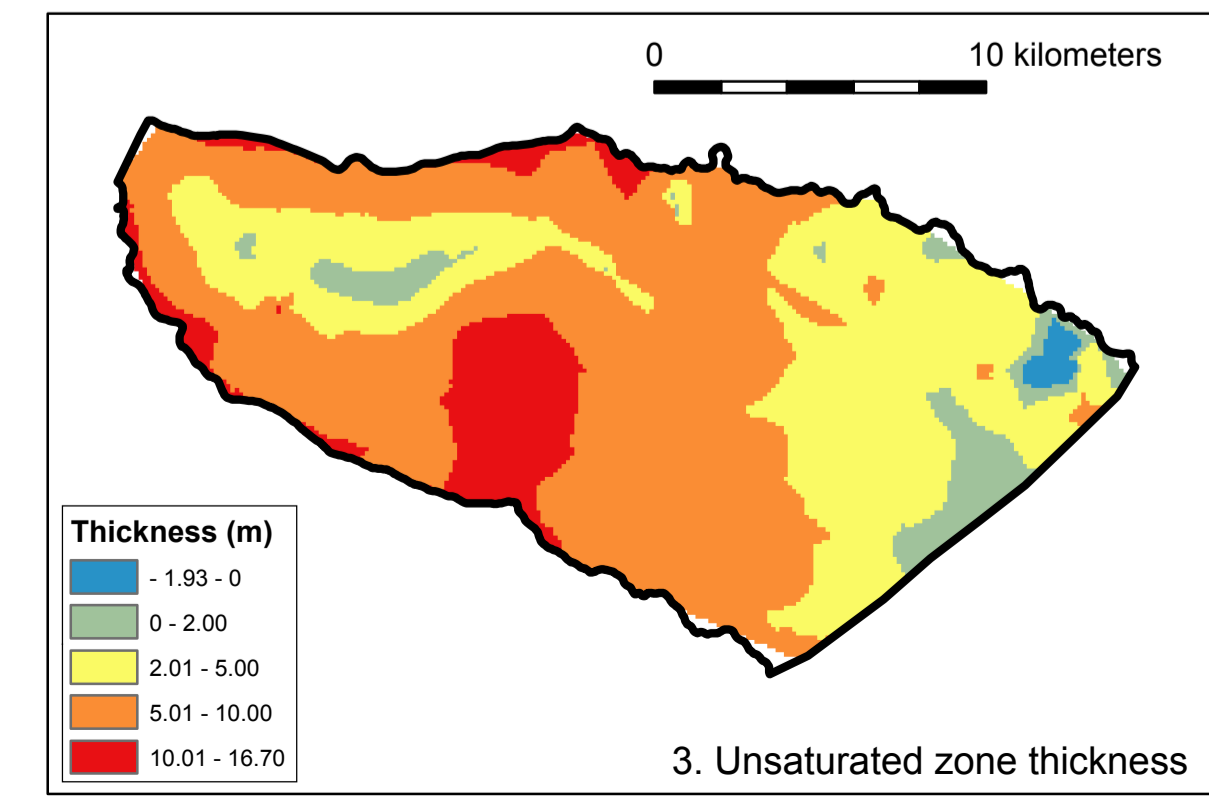 0 10 kilometers
Thickness (m)
- 1.93 - 0
0 - 2.00
2.01 - 5.00
5.01 - 10.00
10.01 - 16.70
3. Unsaturated zone thickness